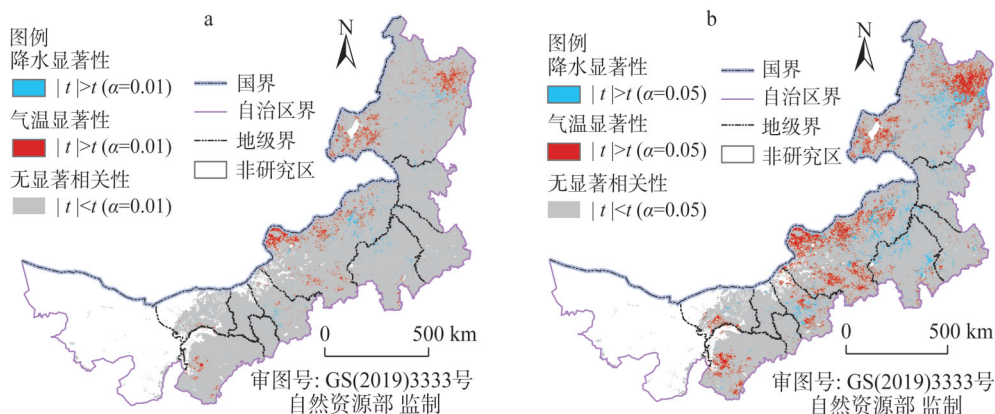 a
图例
降水显著性
| t |>t (α=0.01)
气温显著性
| t |>t (α=0.01)
无显著相关性
| t |<t (α=0.01)
国界
自治区界
地级界
非研究区
N
0 500 km
审图号: GS(2019)3333号
自然资源部 监制
b
图例
降水显著性
| t |>t (α=0.05)
气温显著性
| t |>t (α=0.05)
无显著相关性
| t |<t (α=0.05)
国界
自治区界
地级界
非研究区
N
0 500 km
审图号: GS(2019)3333号
自然资源部 监制